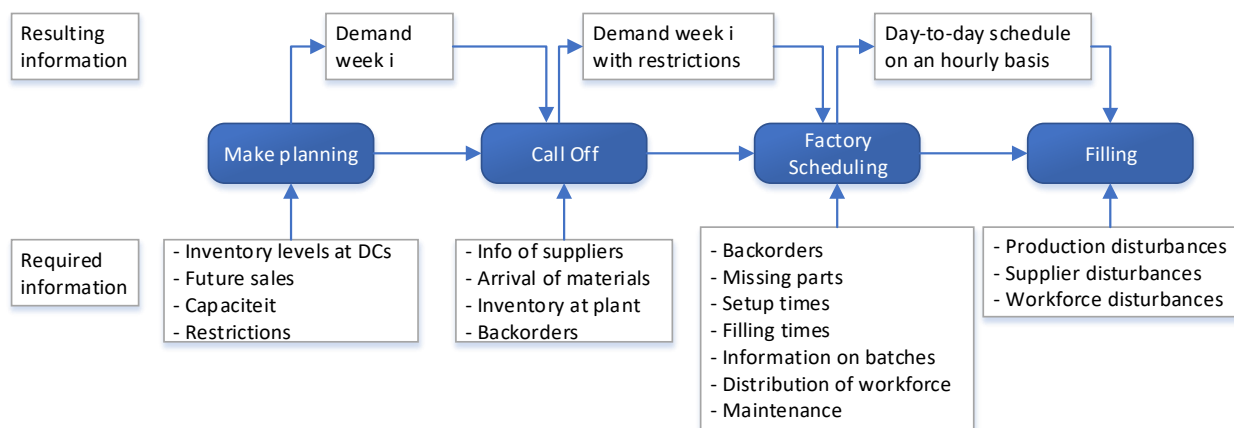 Resulting
information
Demand
week i
Demand week i
with restrictions
Day-to-day schedule
on an hourly basis
Make planning
Call Off
Factory
Scheduling
Filling
Required
information
- Inventory levels at DCs
- Future sales
- Capaciteit
- Restrictions
- Info of suppliers
- Arrival of materials
- Inventory at plant
- Backorders
- Backorders
- Missing parts
- Setup times
- Filling times
- Information on batches
- Distribution of workforce
- Maintenance
- Production disturbances
- Supplier disturbances
- Workforce disturbances